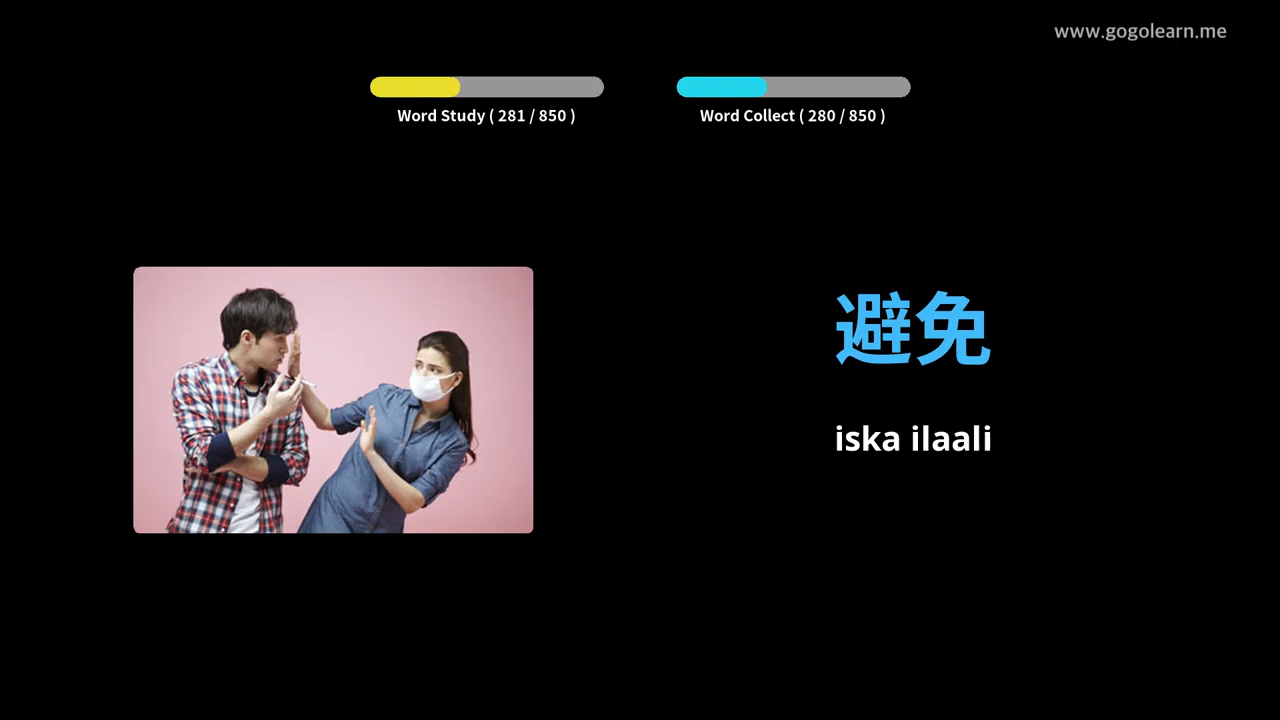 www.gogolearn.me
Word Study ( 281 / 850 )
Word Collect ( 280 / 850 )
避免
iska ilaali